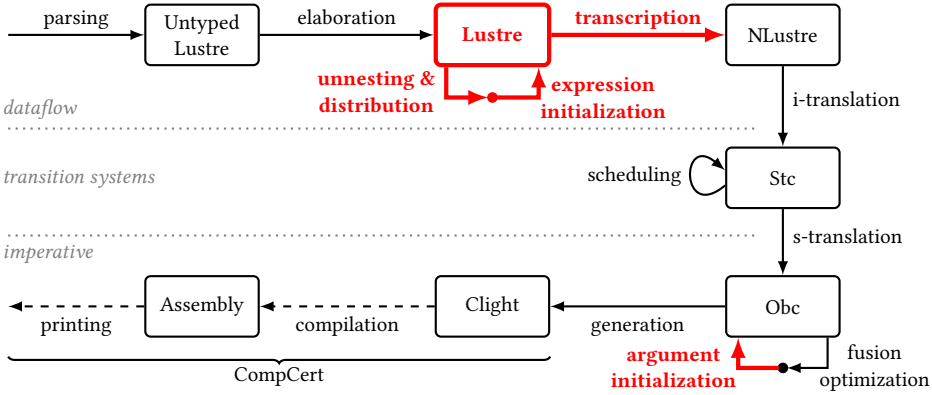 parsing
Untyped
Lustre
elaboration
Lustre
transcription
NLustre
unnesting &
distribution
expression
initialization
dataflow
i-translation
transition systems
scheduling
Stc
imperative
s-translation
Assembly
Clight
Obc
printing
compilation
generation
CompCert
argument
initialization
fusion
optimization